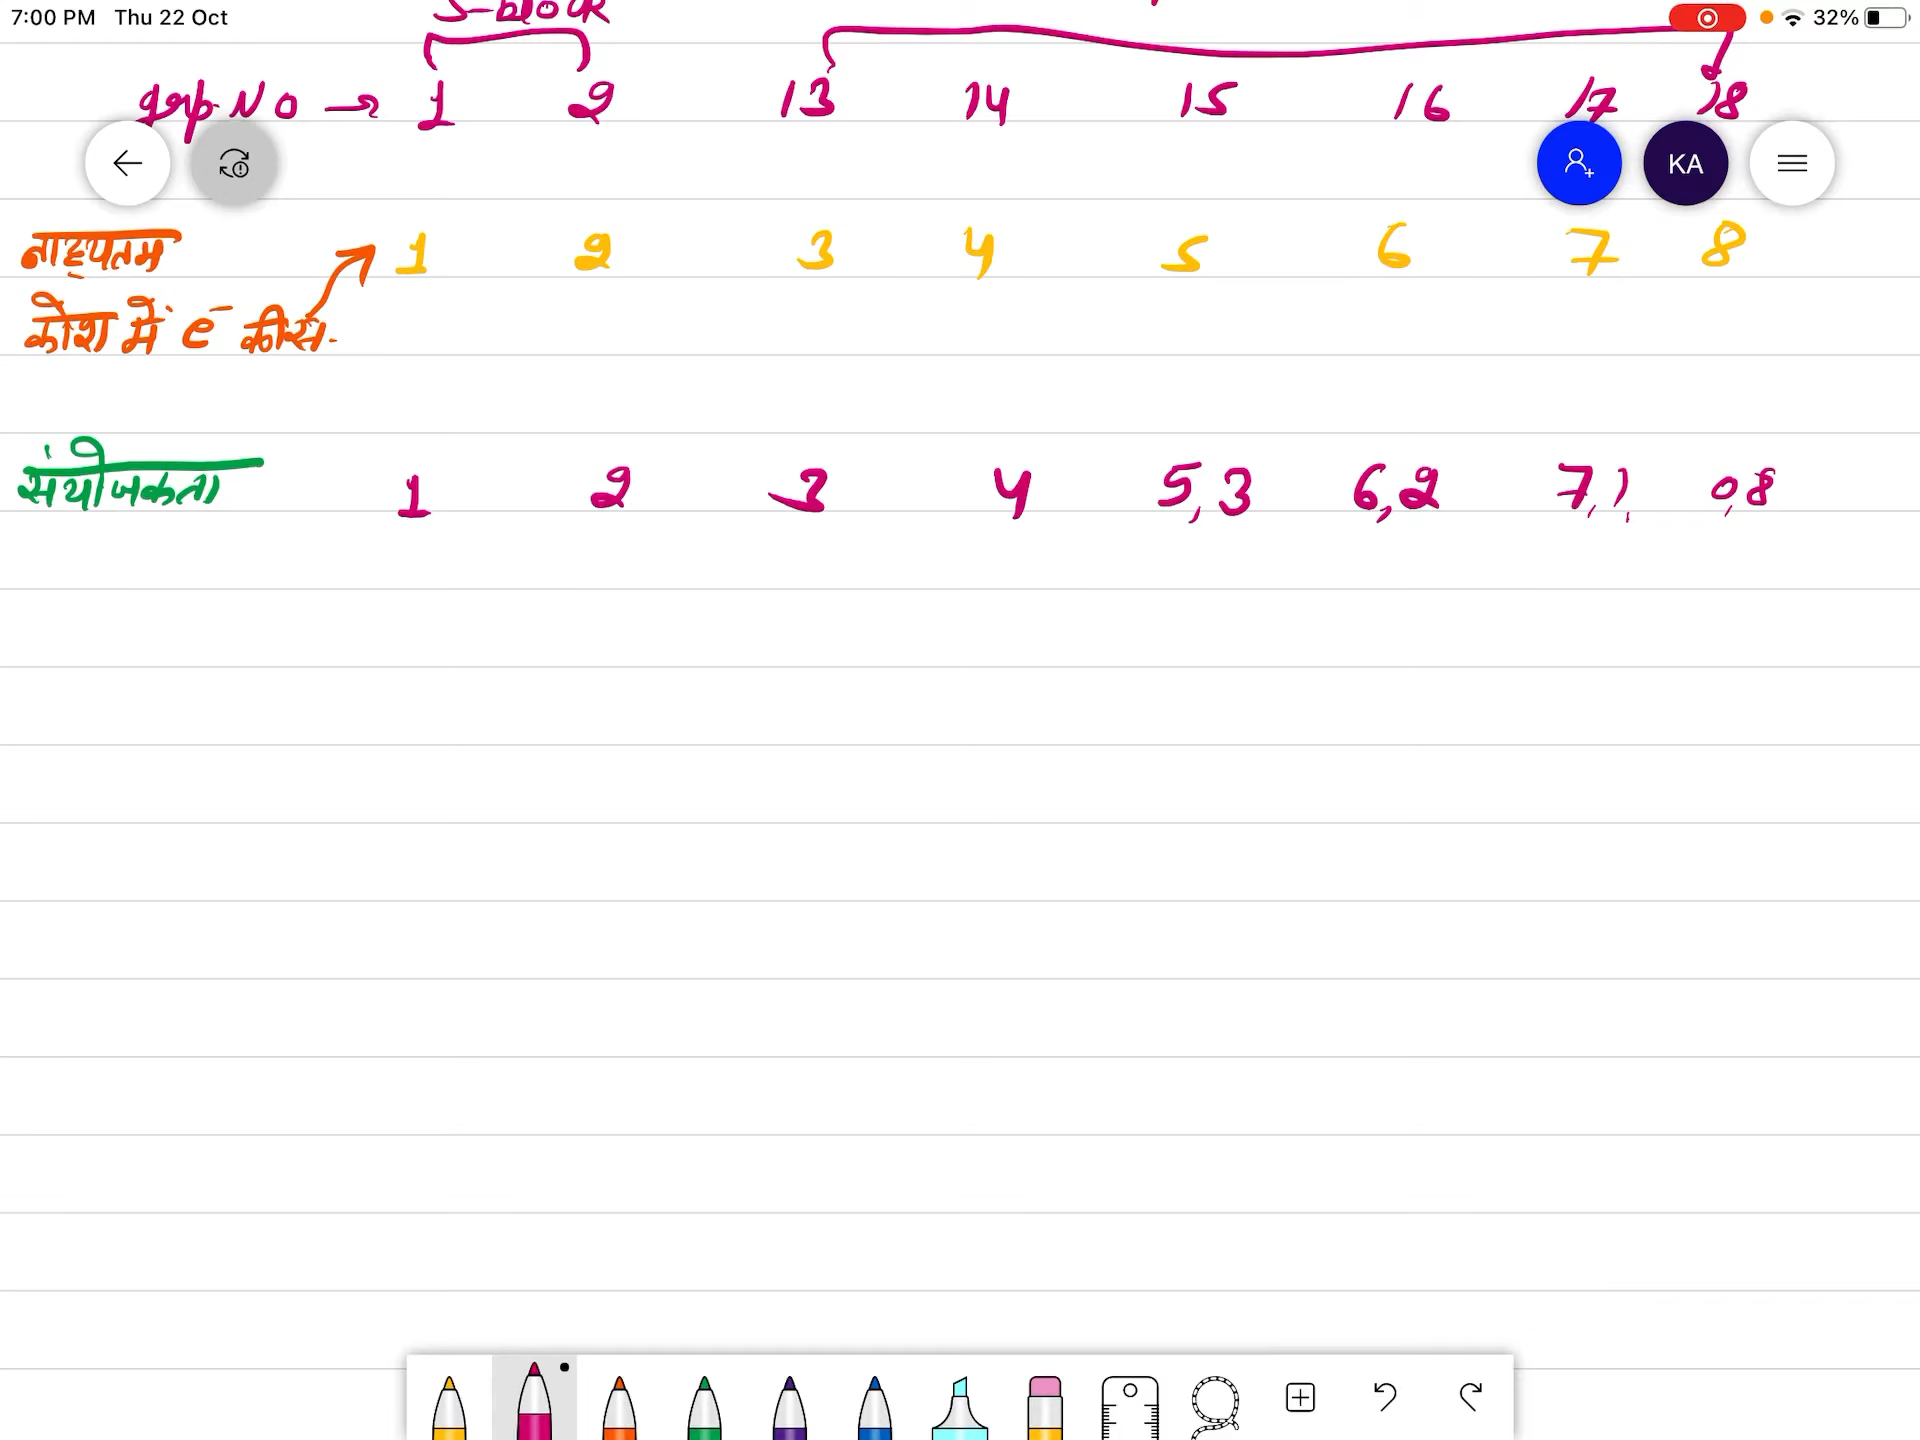 7:00 PM Thu 22 Oct 32%
S-block
grp. No → 1 2 13 14 15 16 17 18
KA
बाह्यतम 1 2 3 4 5 6 7 8
कोश में e⁻ की सं.
संयोजकता 1 2 3 4 5,3 6,2 7,1, 0,8